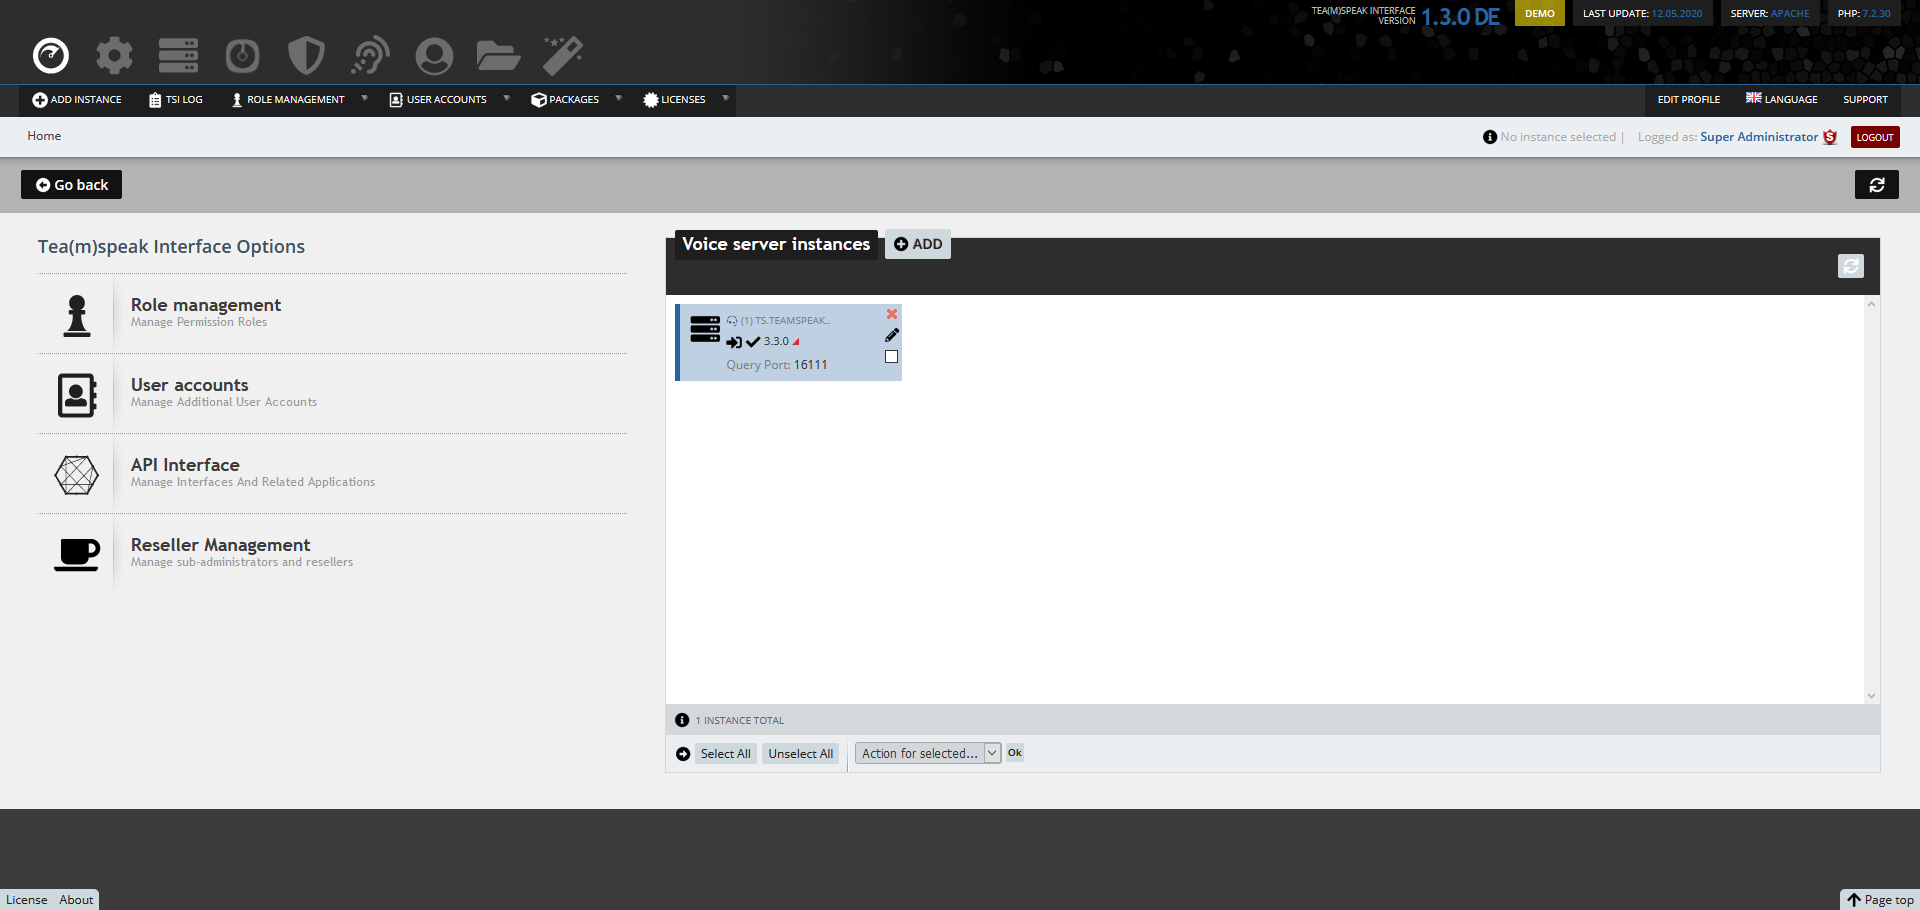 TEA(M)SPEAK INTERFACE
VERSION
1.3.0 DE
DEMO
LAST UPDATE: 12.05.2020
SERVER: APACHE
PHP: 7.2.30
ADD INSTANCE
TSI LOG
ROLE MANAGEMENT
USER ACCOUNTS
PACKAGES
LICENSES
EDIT PROFILE
LANGUAGE
SUPPORT
Home
No instance selected |
Logged as: Super Administrator
LOGOUT
Go back
Tea(m)speak Interface Options
Role management
Manage Permission Roles
User accounts
Manage Additional User Accounts
API Interface
Manage Interfaces And Related Applications
Reseller Management
Manage sub-administrators and resellers
Voice server instances
ADD
(1) TS.TEAMSPEAK..
3.3.0
Query Port: 16111
1 INSTANCE TOTAL
Select All
Unselect All
Action for selected...
Ok
License
About
Page top